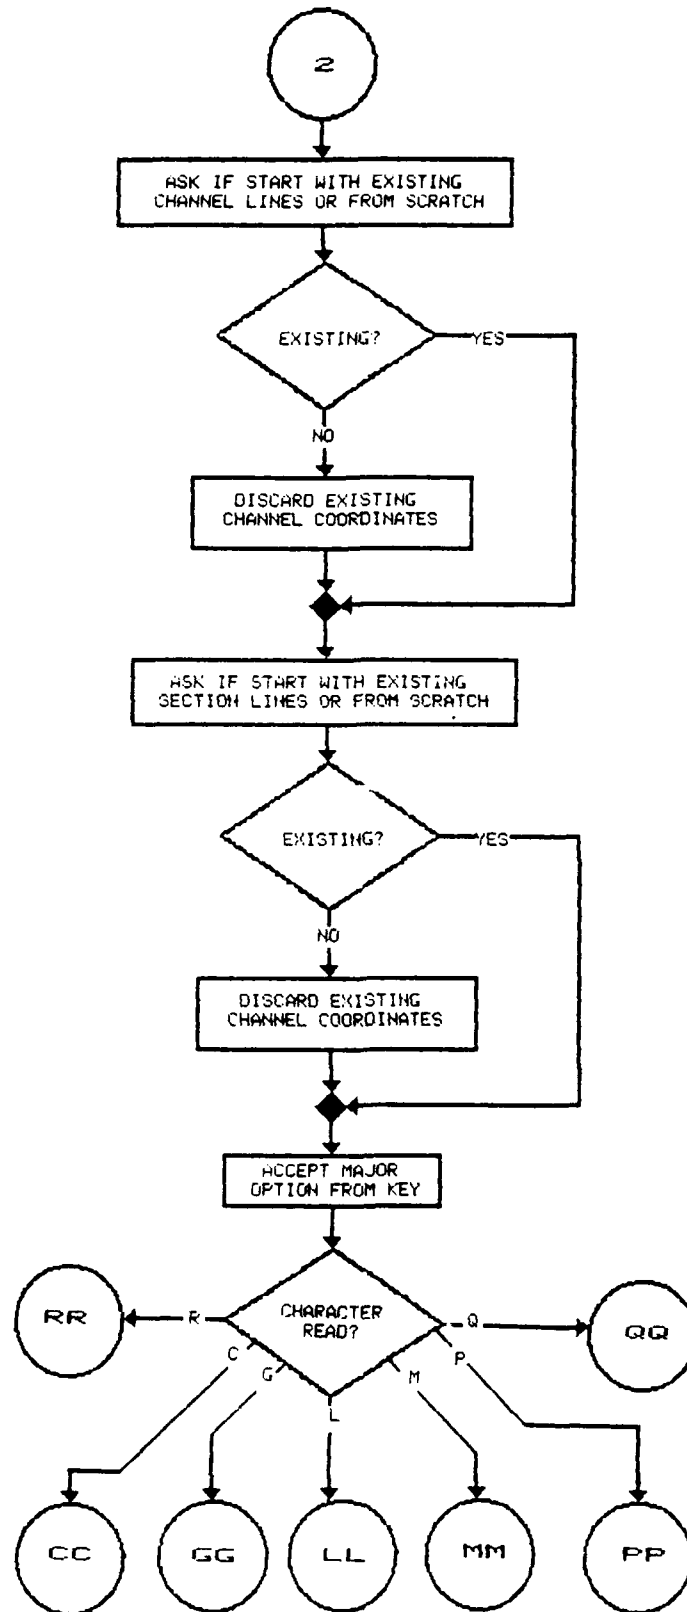 2
ASK IF START WITH EXISTING
CHANNEL LINES OR FROM SCRATCH
EXISTING?
YES
NO
DISCARD EXISTING
CHANNEL COORDINATES
ASK IF START WITH EXISTING
SECTION LINES OR FROM SCRATCH
EXISTING?
YES
NO
DISCARD EXISTING
CHANNEL COORDINATES
ACCEPT MAJOR
OPTION FROM KEY
CHARACTER
READ?
R
Q
C
P
G
M
L
RR
QQ
CC
GG
LL
MM
PP